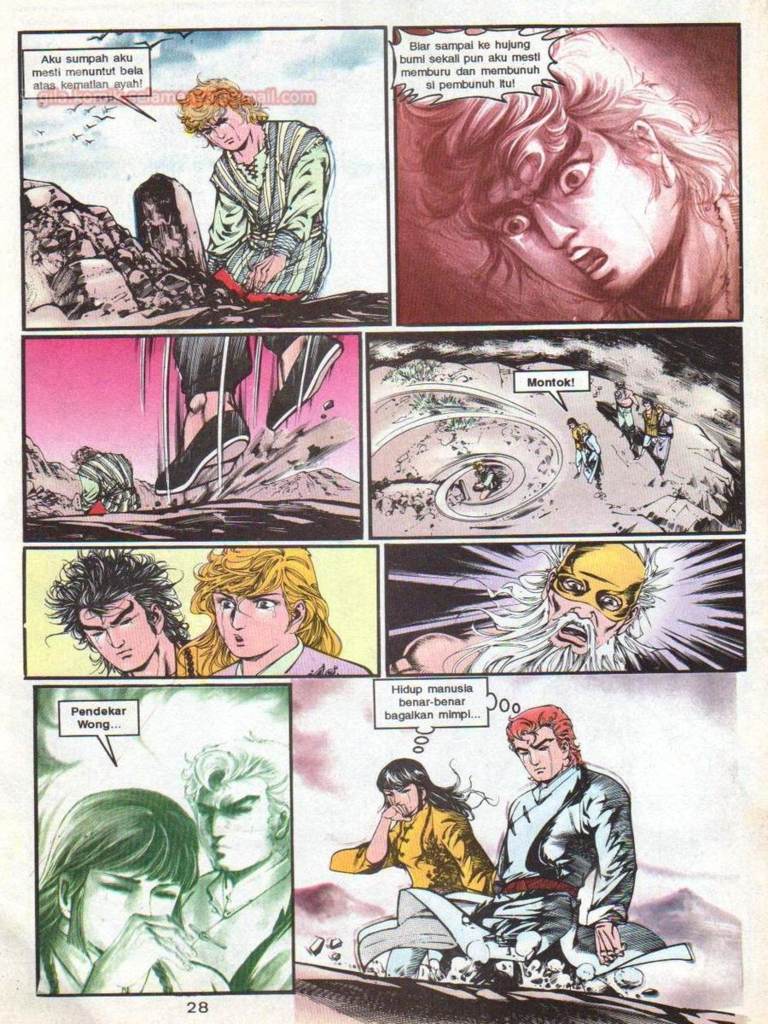 Aku sumpah aku
mesti menuntut bela
atas kematian ayah!
Biar sampai ke hujung
bumi sekali pun aku mesti
memburu dan membunuh
si pembunuh itu!
Montok!
Pendekar
Wong...
Hidup manusia
benar-benar
bagaikan mimpi...
28